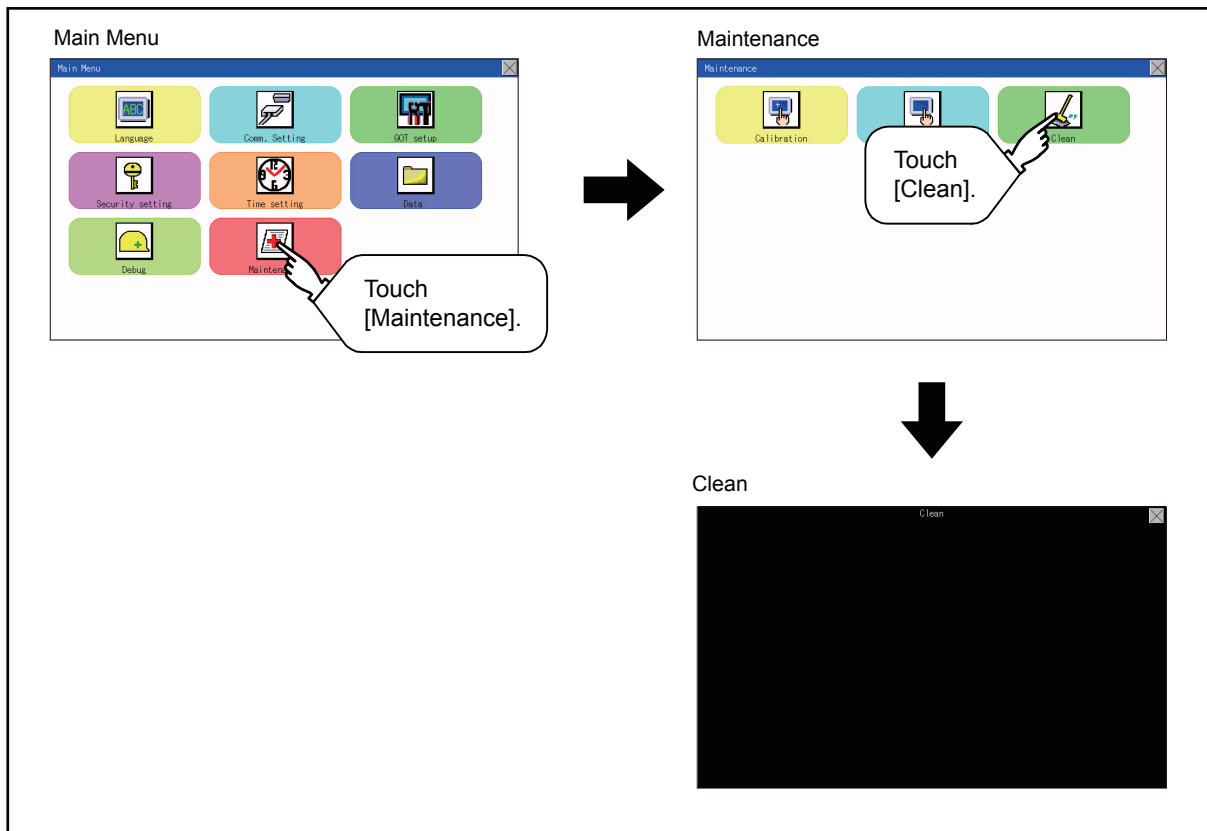 Main Menu
Main Menu
ABC
Language
Comm. Setting
GOT setup
Security setting
Time setting
Data
Debug
Touch
[Maintenance].
Maintenance
Maintenance
Calibration
Clean
Touch
[Clean].
Clean
Clean